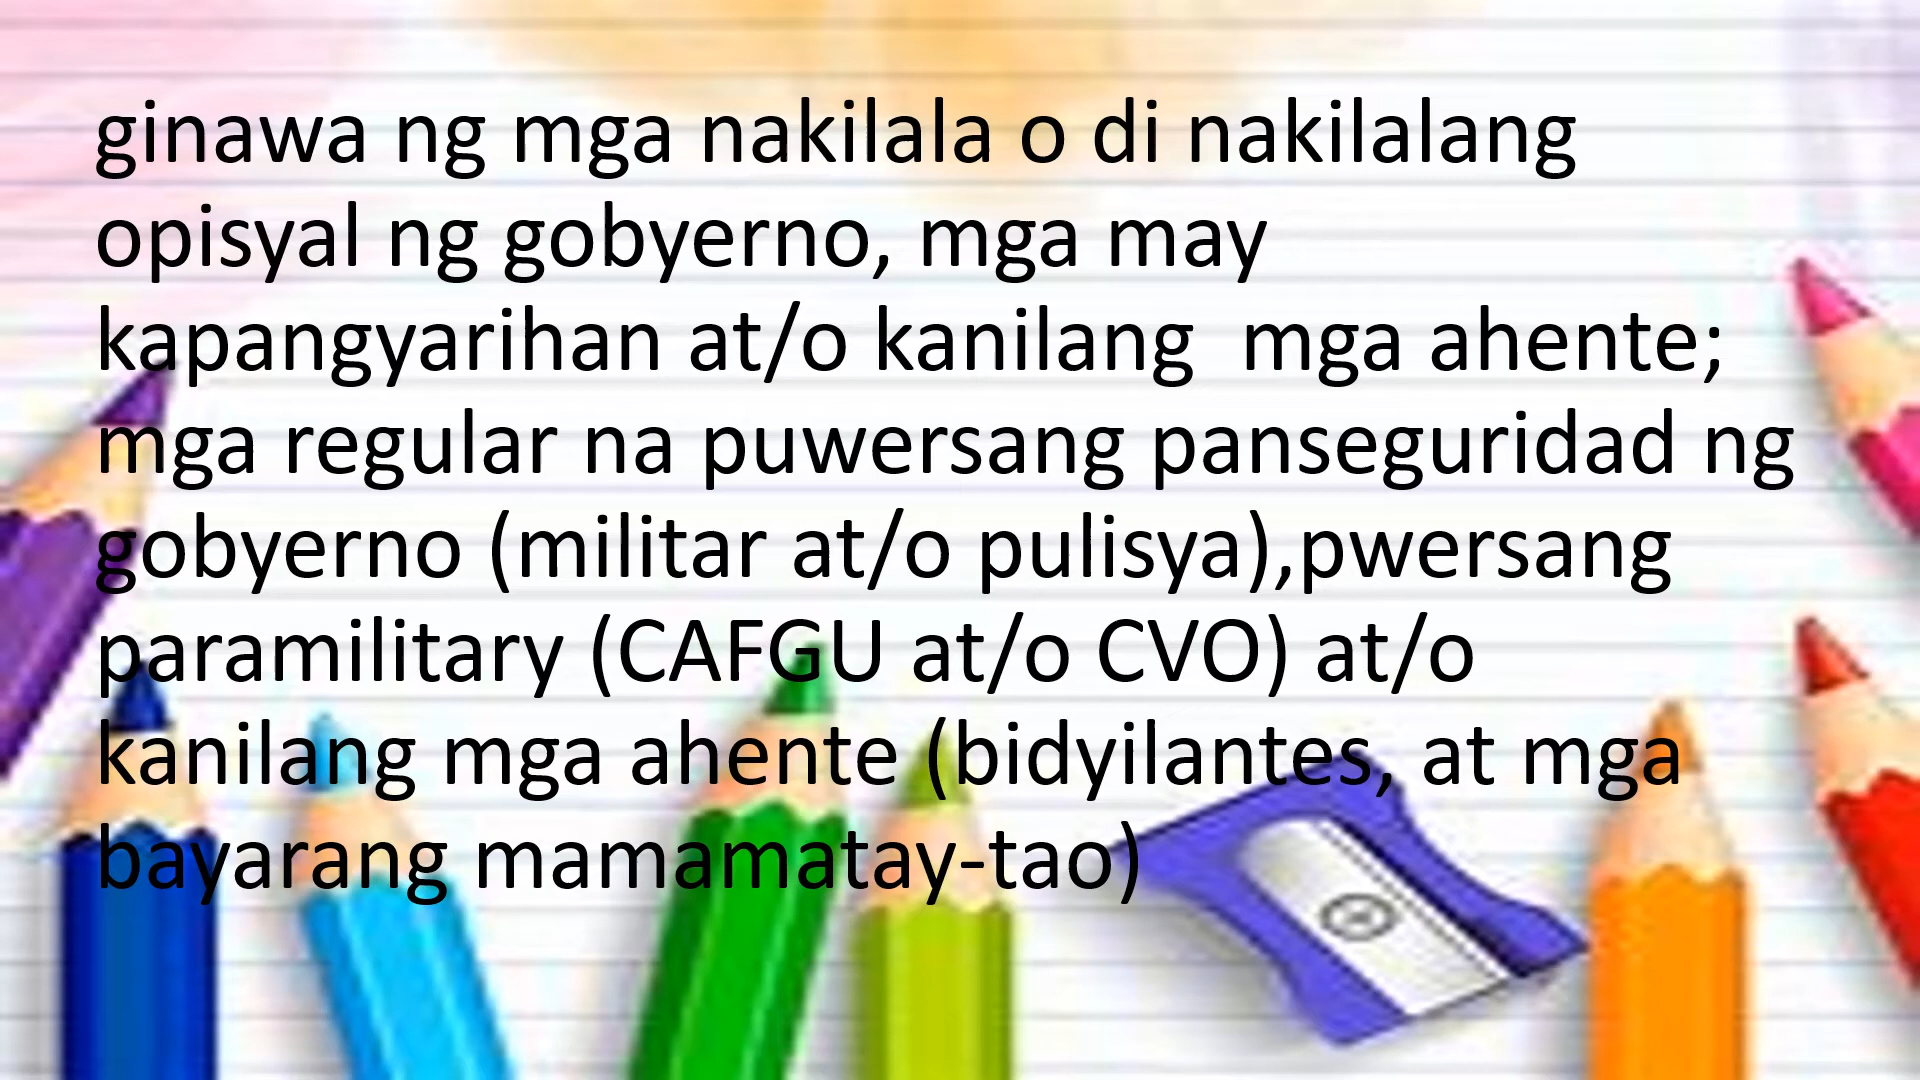 ginawa ng mga nakilala o di nakilalang
opisyal ng gobyerno, mga may
kapangyarihan at/o kanilang  mga ahente;
mga regular na puwersang panseguridad ng
gobyerno (militar at/o pulisya),pwersang
paramilitary (CAFGU at/o CVO) at/o
kanilang mga ahente (bidyilantes, at mga
bayarang mamamatay-tao)